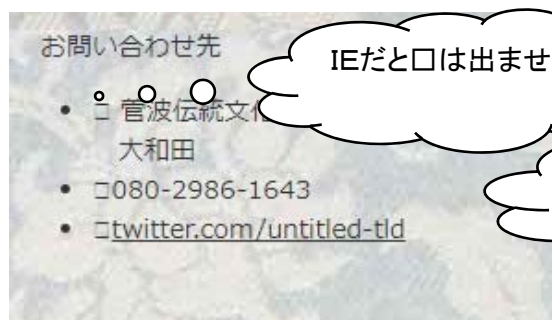 お問い合わせ先
IEだと□は出ませ
• □ 菅波伝統文
大和田
• □080-2986-1643
• □twitter.com/untitled-tld